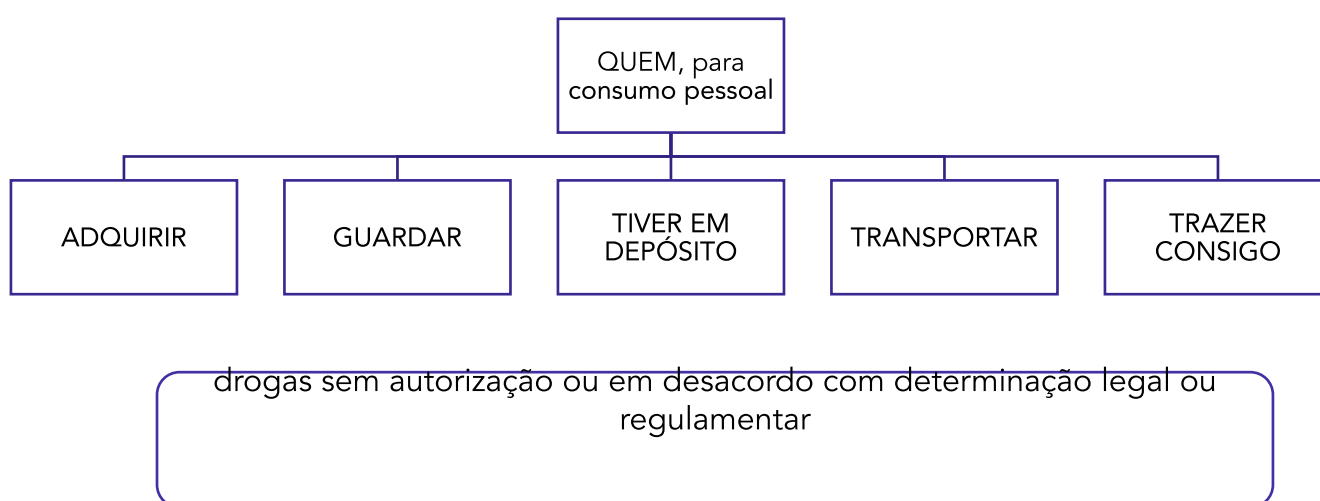 QUEM, para
consumo pessoal
ADQUIRIR
GUARDAR
TIVER EM
DEPÓSITO
TRANSPORTAR
TRAZER
CONSIGO
drogas sem autorização ou em desacordo com determinação legal ou
regulamentar